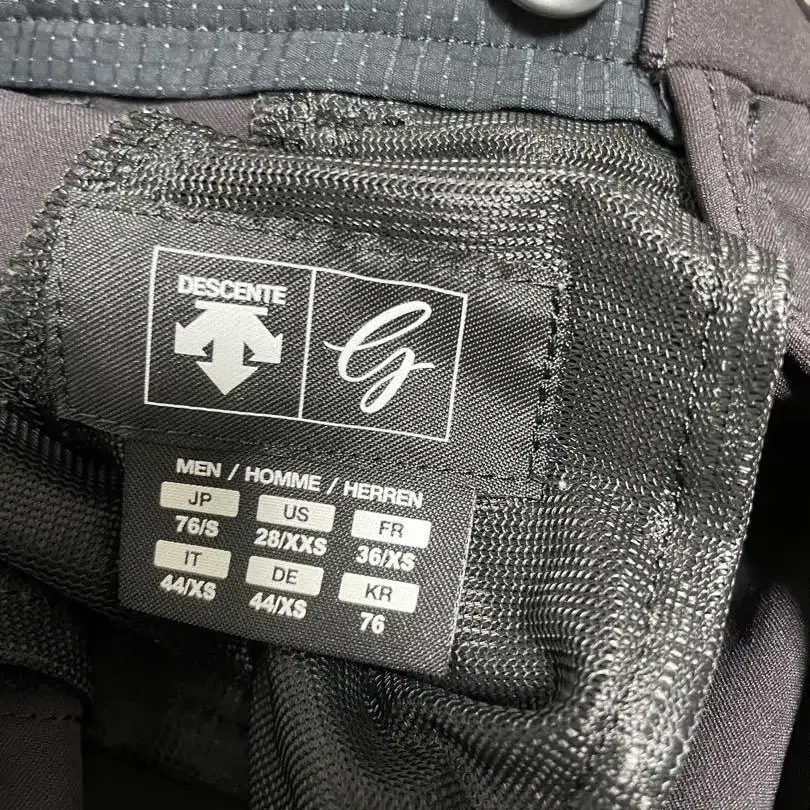 DESCENTE
G
MEN / HOMME / HERREN
JP US FR
76/S 28/XXS 36/XS
IT DE KR
44/XS 44/XS 76